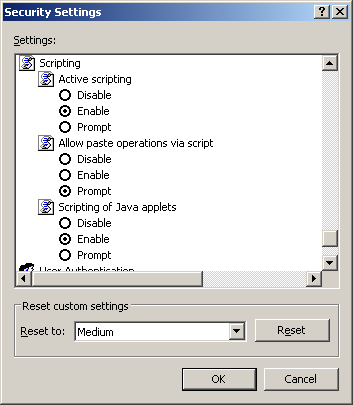 Security Settings
Settings:
Scripting
Active scripting
Disable
Enable
Prompt
Allow paste operations via script
Disable
Enable
Prompt
Scripting of Java applets
Disable
Enable
Prompt
User Authentication
Reset custom settings
Reset to: Medium Reset
OK Cancel